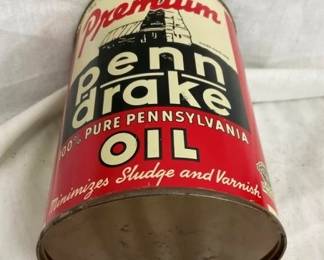 Premium
penn
drake
100% PURE PENNSYLVANIA
OIL
Minimizes Sludge and Varnish